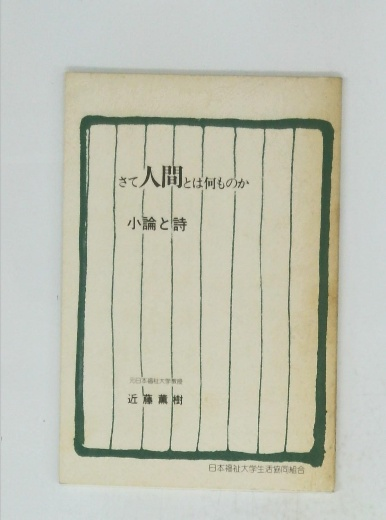 さて人間とは何ものか
小論と詩
元日本福祉大学教授
近藤薫樹
日本福祉大学生活協同組合